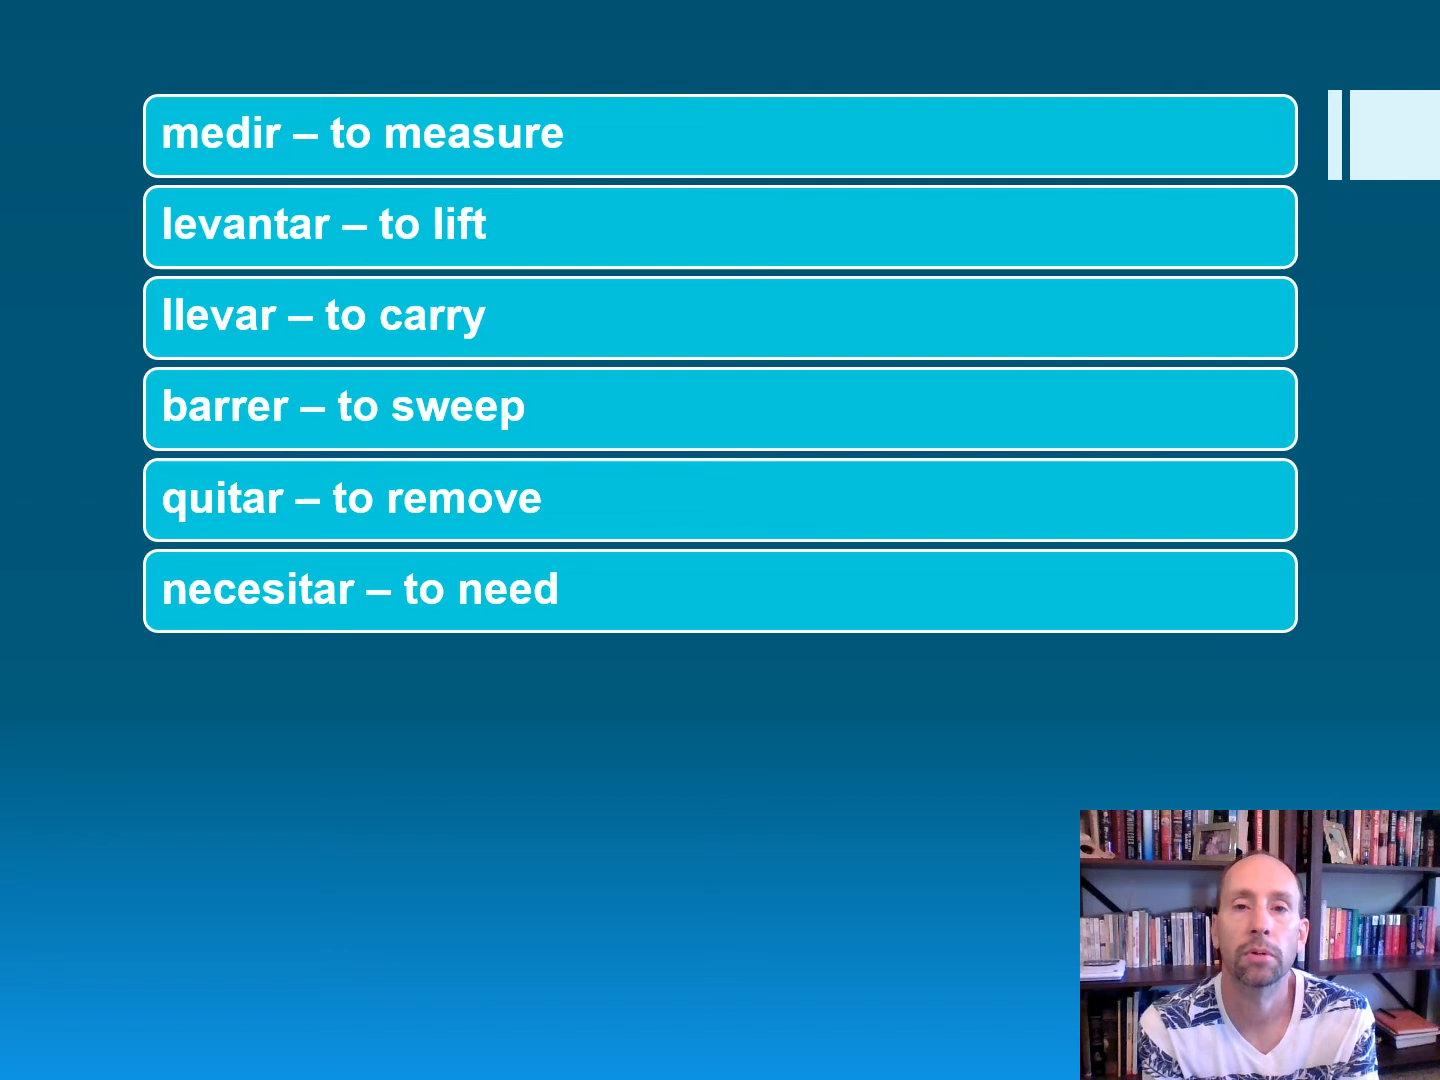 medir – to measure
levantar – to lift
llevar – to carry
barrer – to sweep
quitar – to remove
necesitar – to need